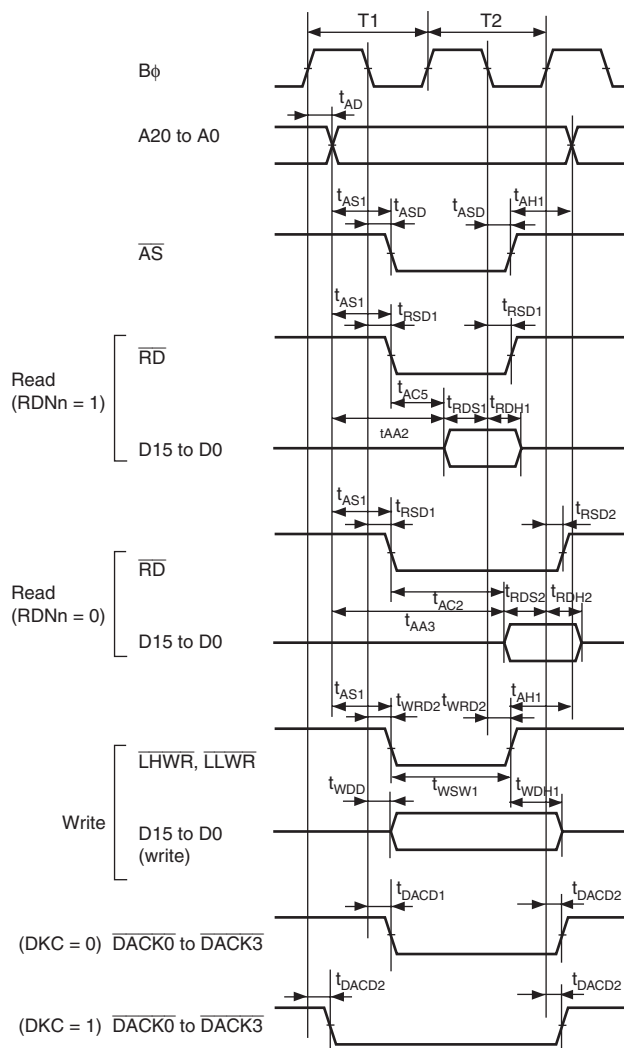 T1 T2
Bϕ
tAD
A20 to A0
tAS1 tASD tASD tAH1
AS
tAS1 tRSD1 tRSD1
RD
Read
(RDNn = 1)
tAC5 tRDS1 tRDH1
tAA2
D15 to D0
tAS1 tRSD1 tRSD2
RD
Read
(RDNn = 0)
tAC2 tRDS2 tRDH2
tAA3
D15 to D0
tAS1 tWRD2 tWRD2 tAH1
LHWR, LLWR
tWDD tWSW1 tWDH1
Write
D15 to D0
(write)
tDACD1 tDACD2
(DKC = 0) DACK0 to DACK3
tDACD2 tDACD2
(DKC = 1) DACK0 to DACK3